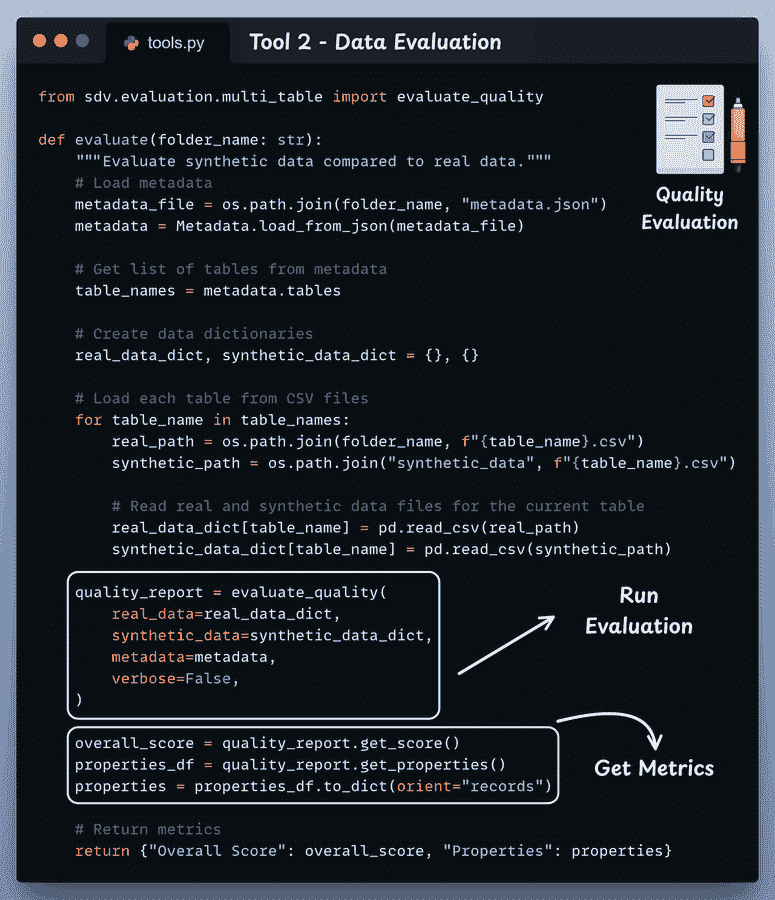 tools.py
Tool 2 - Data Evaluation
from sdv.evaluation.multi_table import evaluate_quality
def evaluate(folder_name: str):
"""Evaluate synthetic data compared to real data."""
# Load metadata
metadata_file = os.path.join(folder_name, "metadata.json")
metadata = Metadata.load_from_json(metadata_file)
Quality
Evaluation
# Get list of tables from metadata
table_names = metadata.tables
# Create data dictionaries
real_data_dict, synthetic_data_dict = {}, {}
# Load each table from CSV files
for table_name in table_names:
real_path = os.path.join(folder_name, f"{table_name}.csv")
synthetic_path = os.path.join("synthetic_data", f"{table_name}.csv")
# Read real and synthetic data files for the current table
real_data_dict[table_name] = pd.read_csv(real_path)
synthetic_data_dict[table_name] = pd.read_csv(synthetic_path)
quality_report = evaluate_quality(
real_data=real_data_dict,
synthetic_data=synthetic_data_dict,
metadata=metadata,
verbose=False,
)
Run
Evaluation
overall_score = quality_report.get_score()
properties_df = quality_report.get_properties()
properties = properties_df.to_dict(orient="records")
Get Metrics
# Return metrics
return {"Overall Score": overall_score, "Properties": properties}